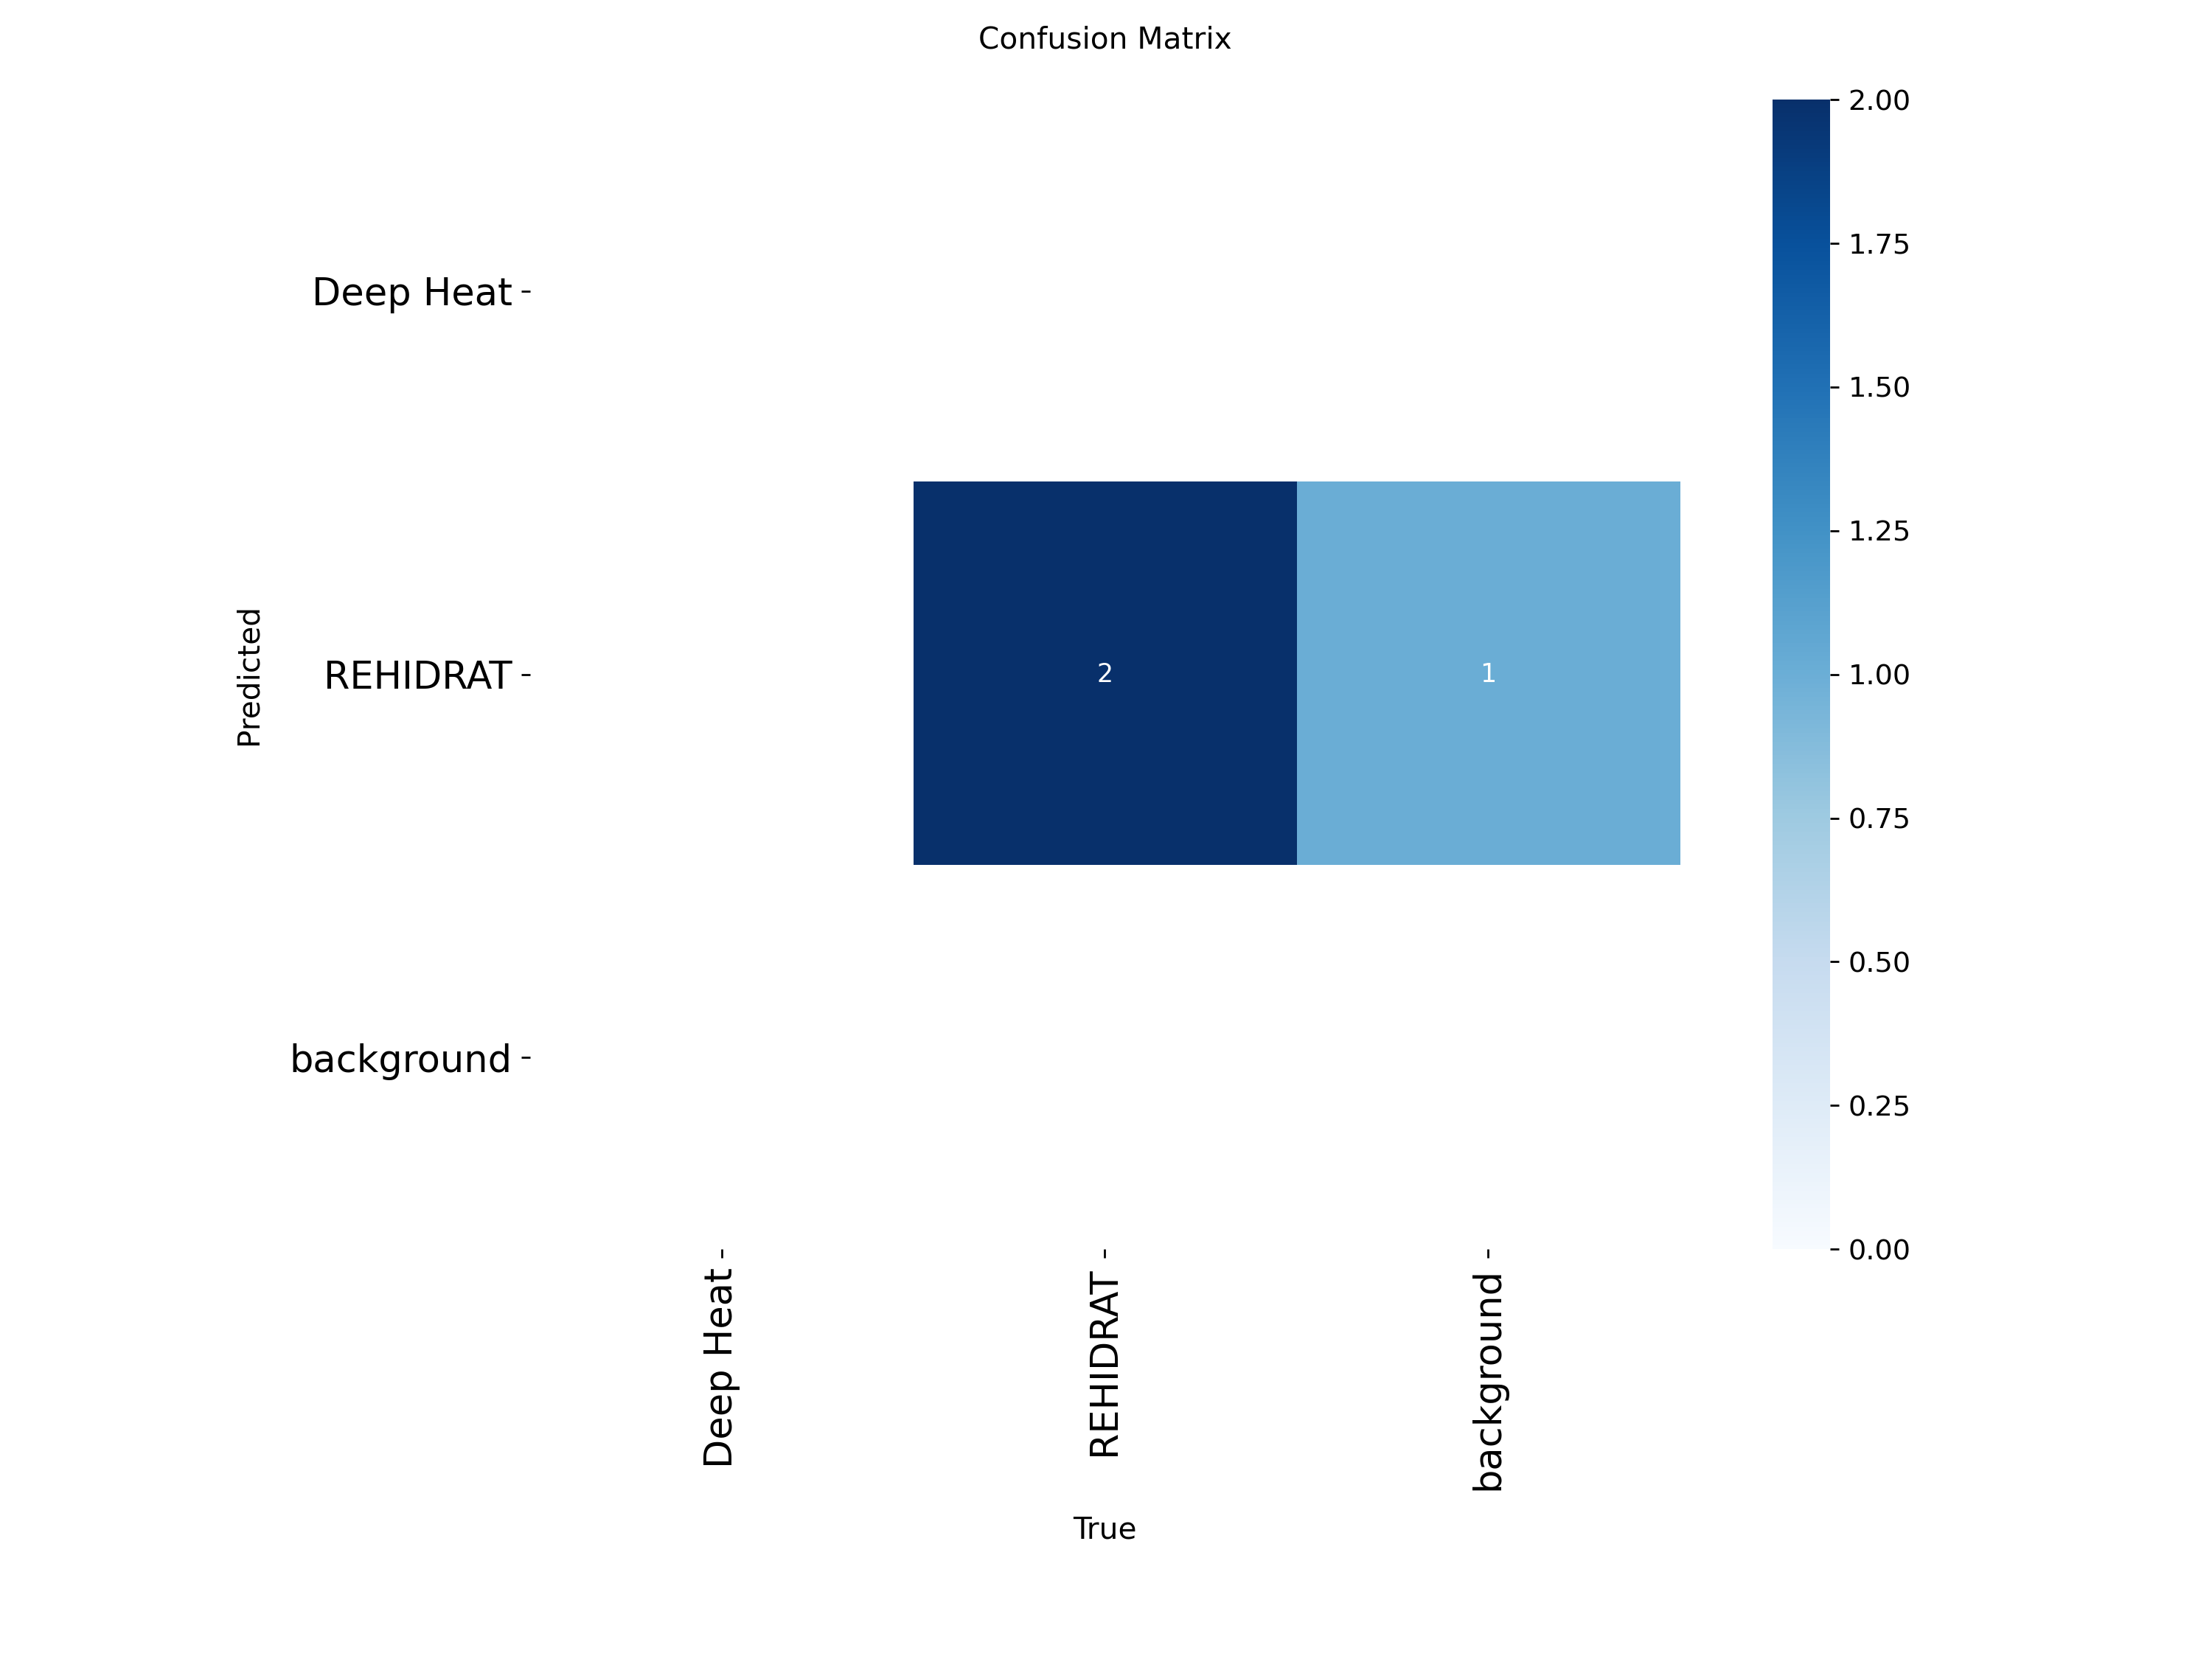 Confusion Matrix
2.00
1.75
Deep Heat
1.50
1.25
Predicted
REHIDRAT
2
1
1.00
0.75
0.50
background
0.25
0.00
Deep Heat
REHIDRAT
background
True